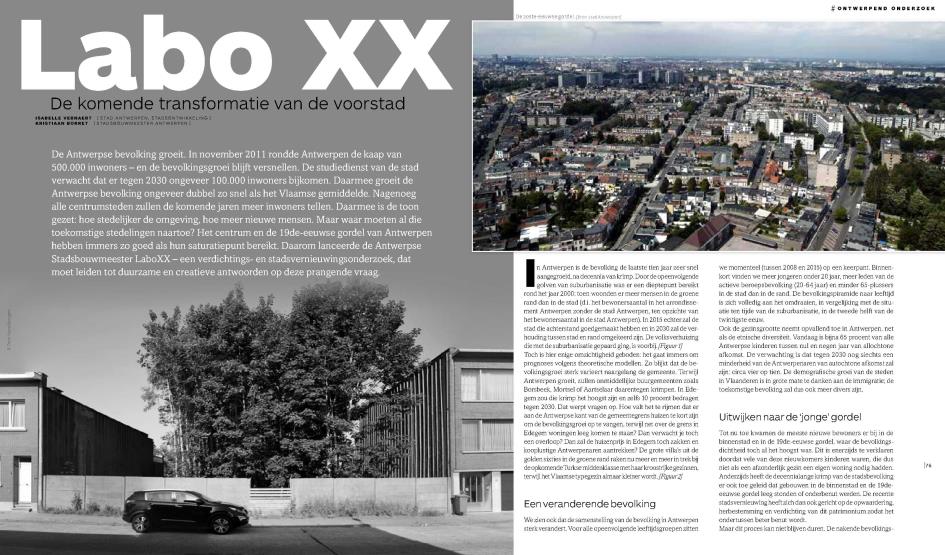 Labo XX
De komende transformatie van de voorstad
ISABELLE VERHAERT [STAD ANTWERPEN, STADSONTWIKKELING]
KRISTIAAN BORRET [STADSBOUWMEESTER ANTWERPEN]
De Antwerpse bevolking groeit. In november 2011 rondde Antwerpen de kaap van
500.000 inwoners – en de bevolkingsgroei blijft versnellen. De studiedienst van de stad
verwacht dat er tegen 2030 ongeveer 100.000 inwoners bijkomen. Daarmee groeit de
Antwerpse bevolking ongeveer dubbel zo snel als het Vlaamse gemiddelde. Nagenoeg
alle centrumsteden zullen de komende jaren meer inwoners tellen. Daarmee is de toon
gezet: hoe stedelijker de omgeving, hoe meer nieuwe mensen. Maar waar moeten al die
toekomstige stedelingen naartoe? Het centrum en de 19de-eeuwse gordel van Antwerpen
hebben immers zo goed als hun saturatiepunt bereikt. Daarom lanceerde de Antwerpse
Stadsbouwmeester LaboXX – een verdichtings- en stadsvernieuwingsonderzoek, dat
moet leiden tot duurzame en creatieve antwoorden op deze prangende vraag.
De 20ste-eeuwse gordel. [Bron: stad Antwerpen]
# ONTWERPEND ONDERZOEK
In Antwerpen is de bevolking de laatste tien jaar zeer snel
aangegroeid, na decennia van krimp. Door de opeenvolgende
golven van suburbanisatie was er een dieptepunt bereikt
rond het jaar 2000: toen woonden er meer mensen in de groene
rand dan in de stad (d.i. het bewonersaantal in het arrondisse-
ment Antwerpen zonder de stad Antwerpen, ten opzichte van
het bewonersaantal in de stad Antwerpen). In 2015 echter zal de
stad die achterstand goedgemaakt hebben en in 2030 zal de ver-
houding tussen stad en rand omgekeerd zijn. De volksverhuizing
die met de suburbanisatie gepaard ging, is voorbij. [Figuur 1]
Toch is hier enige omzichtigheid geboden: het gaat immers om
prognoses volgens theoretische modellen. Zo blijkt dat de be-
volkingsgroei sterk varieert naargelang de gemeente. Terwijl
Antwerpen groeit, zullen onmiddellijke buurgemeenten zoals
Borsbeek, Mortsel of Aartselaar daarentegen krimpen. In Ede-
gem zou die krimp het hoogst zijn en zelfs 10 procent bedragen
tegen 2030. Dat werpt vragen op. Hoe valt het te rijmen dat er
aan de Antwerpse kant van de gemeentegrens huizen te kort zijn
om de bevolkingsgroei op te vangen, terwijl net over de grens in
Edegem woningen leeg komen te staan? Dan verwacht je toch
een overloop? Dan zal de huizenprijs in Edegem toch zakken en
kooplustige Antwerpenaren aantrekken? De grote villa's uit de
golden sixties in de groene rand raken nu meer en meer in trek bij
de opkomende Turkse middenklasse met haar kroostrijke gezinnen,
terwijl het Vlaamse typegezin almaar kleiner wordt. [Figuur 2]
Een veranderende bevolking
We zien ook dat de samenstelling van de bevolking in Antwerpen
sterk verandert. Voor alle opeenvolgende leeftijdsgroepen zitten
we momenteel (tussen 2008 en 2015) op een keerpunt. Binnen-
kort vinden we meer jongeren onder 20 jaar, meer leden van de
actieve beroepsbevolking (20-64 jaar) en minder 65-plussers
in de stad dan in de rand. De bevolkingspiramide naar leeftijd
is zich volledig aan het omdraaien, in vergelijking met de situ-
atie ten tijde van de suburbanisatie, in de tweede helft van de
twintigste eeuw.
Ook de gezinsgrootte neemt opvallend toe in Antwerpen, net
als de etnische diversiteit. Vandaag is bijna 65 procent van alle
Antwerpse kinderen tussen nul en negen jaar van allochtone
afkomst. De verwachting is dat tegen 2030 nog slechts een
minderheid van de Antwerpenaren van autochtone afkomst zal
zijn: circa vier op tien. De demografische groei van de steden
in Vlaanderen is in grote mate te danken aan de immigratie; de
toekomstige bevolking zal dus ook meer divers zijn.
Uitwijken naar de 'jonge' gordel
Tot nu toe kwamen de meeste nieuwe bewoners er bij in de
binnenstad en in de 19de-eeuwse gordel, waar de bevolkings-
dichtheid toch al het hoogst was. Dit is enerzijds te verklaren
doordat vele van deze nieuwkomers kinderen waren, die dus
niet als een afzonderlijk gezin een eigen woning nodig hadden.
Anderzijds heeft de decennialange krimp van de stadsbevolking
er ook toe geleid dat gebouwen in de binnenstad en in de 19de-
eeuwse gordel leeg stonden of onderbenut werden. De recente
stadsvernieuwing heeft zich dan ook gericht op de opwaardering,
herbestemming en verdichting van dit patrimonium zodat het
ondertussen beter benut wordt.
Maar dit proces kan niet blijven duren. De nakende bevolkings-